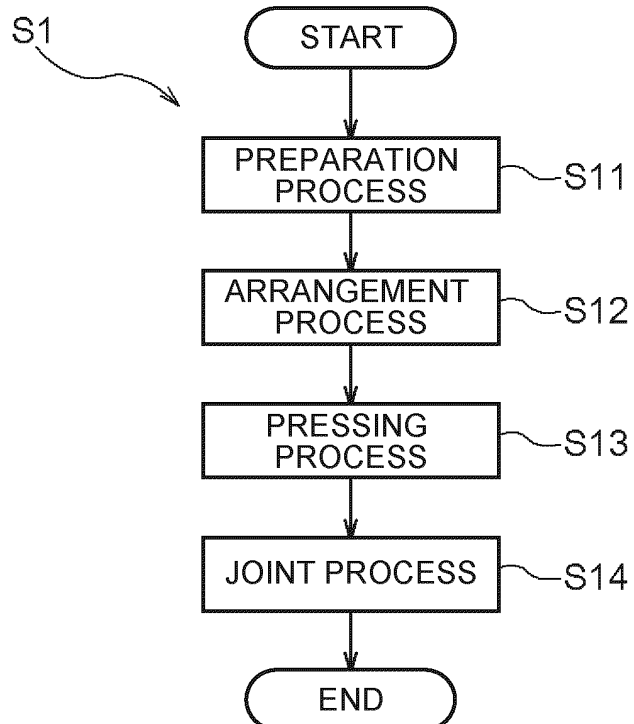 S1
START
PREPARATION
PROCESS
S11
ARRANGEMENT
PROCESS
S12
PRESSING
PROCESS
S13
JOINT PROCESS
S14
END